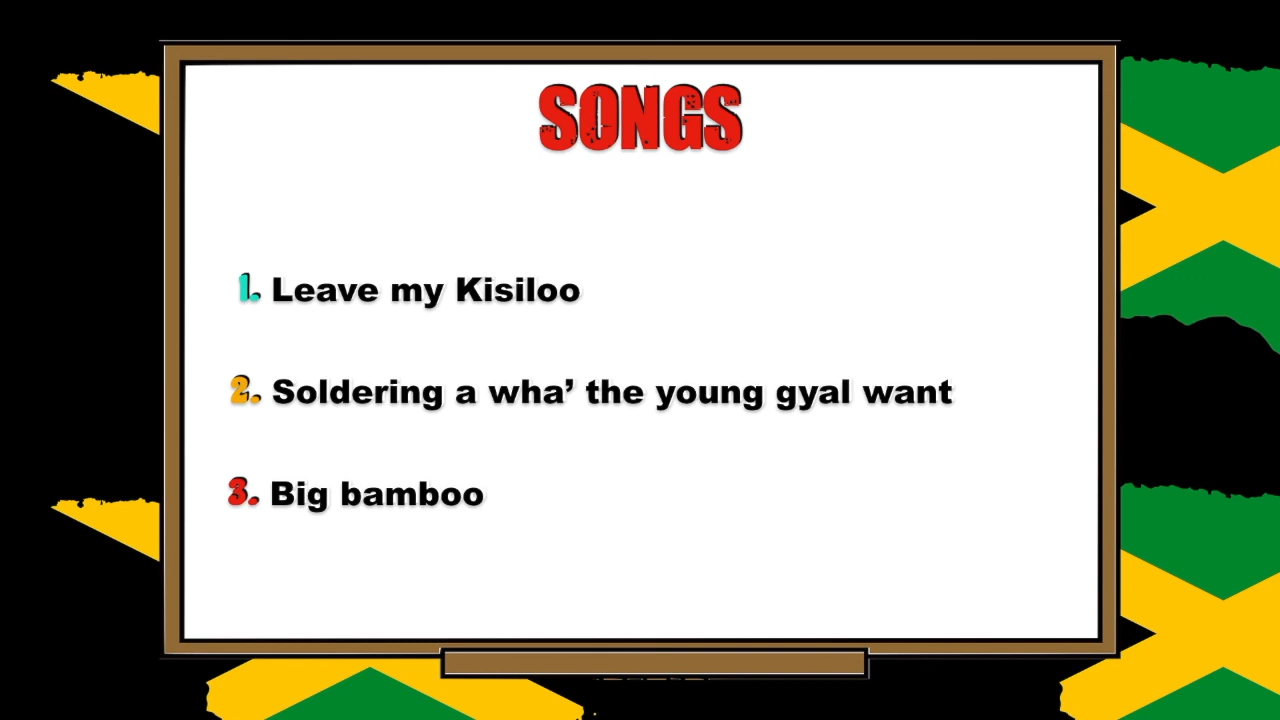 SONGS
1. Leave my Kisiloo
2. Soldering a wha’ the young gyal want
3. Big bamboo